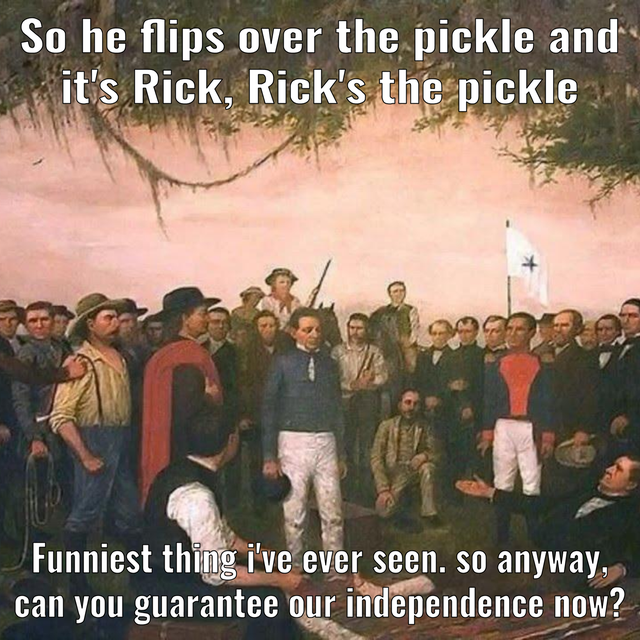 So he flips over the pickle and
it's Rick, Rick's the pickle
Funniest thing i've ever seen. so anyway,
can you guarantee our independence now?